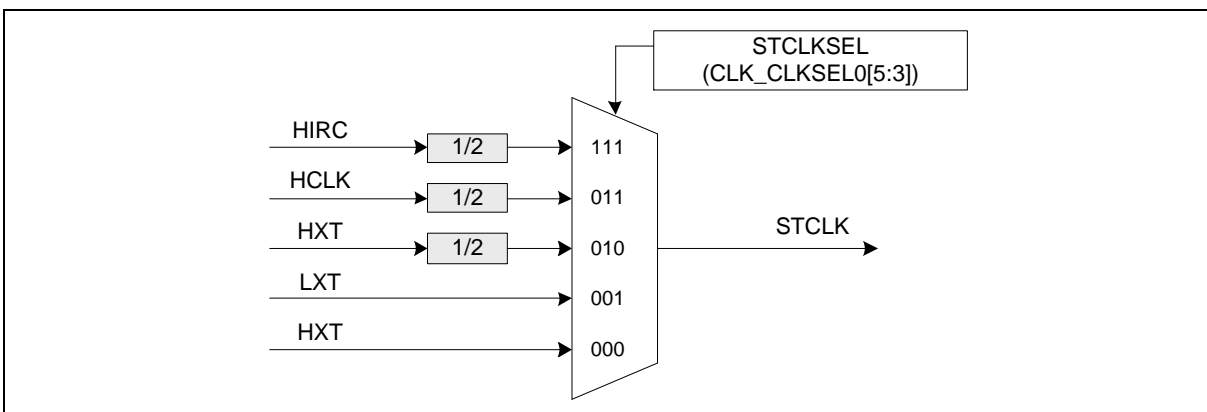 STCLKSEL
(CLK_CLKSEL0[5:3])
HIRC
1/2
111
HCLK
1/2
011
HXT
1/2
010
STCLK
LXT
001
HXT
000